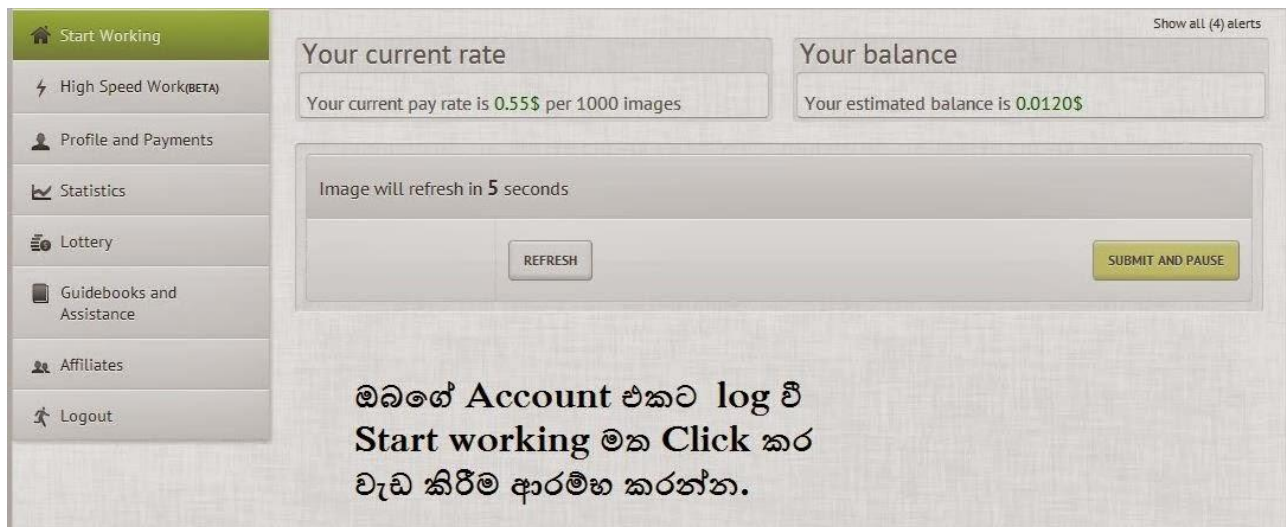 Start Working
High Speed Work(BETA)
Profile and Payments
Statistics
Lottery
Guidebooks and
Assistance
Affiliates
Logout
Show all (4) alerts
Your current rate
Your current pay rate is 0.55$ per 1000 images
Your balance
Your estimated balance is 0.0120$
Image will refresh in 5 seconds
REFRESH
SUBMIT AND PAUSE
ඔබගේ Account එකට log වී
Start working මත Click කර
වැඩ කිරීම ආරම්භ කරන්න.